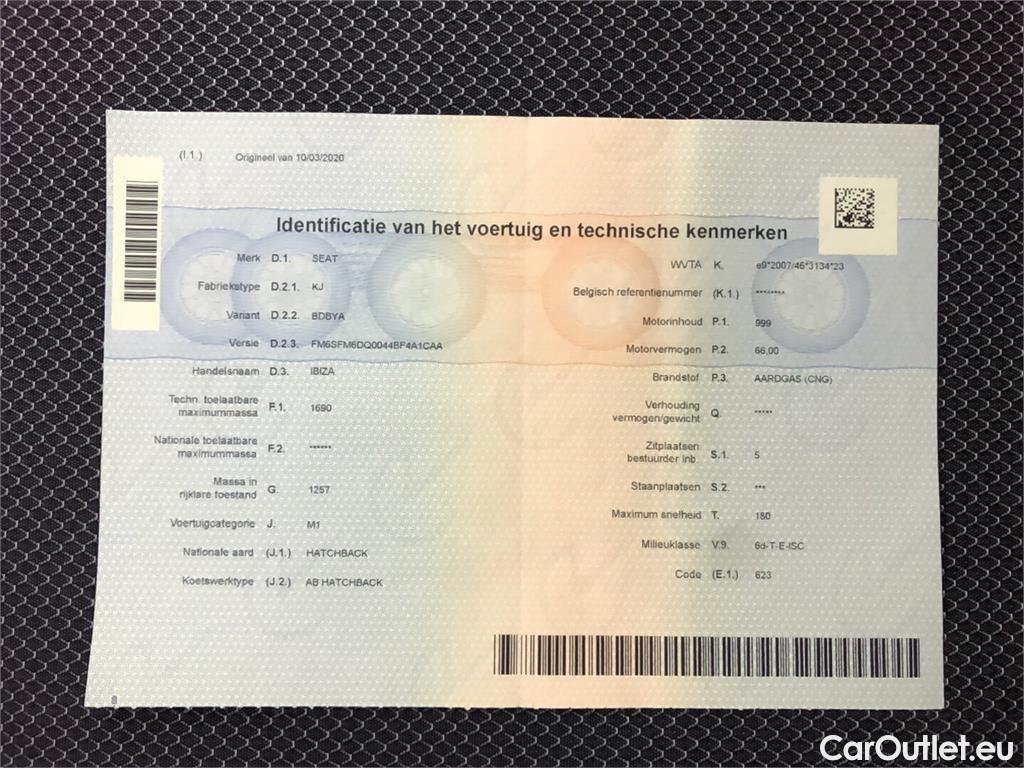 (I.1.) Origineel van 10/03/2020
Identificatie van het voertuig en technische kenmerken
Merk D.1. SEAT
Fabriekstype D.2.1. KJ
Variant D.2.2. BDBYA
Versie D.2.3. FM6SFM6DQ0044BF4A1CAA
Handelsnaam D.3. IBIZA
Techn. toelaatbare
maximummassa F.1. 1690
Nationale toelaatbare
maximummassa F.2. ******
Massa in
rijklare toestand G. 1257
Voertuigcategorie J. M1
Nationale aard (J.1.) HATCHBACK
Koetswerktype (J.2.) AB HATCHBACK
WVTA K. e9*2007/46*3134*23
Belgisch referentienummer (K.1.) ********
Motorinhoud P.1. 999
Motorvermogen P.2. 66,00
Brandstof P.3. AARDGAS (CNG)
Verhouding
vermogen/gewicht Q. *****
Zitplaatsen
bestuurder inb. S.1. 5
Staanplaatsen S.2. ***
Maximum snelheid T. 180
Milieuklasse V.9. 6d-T-E-ISC
Code (E.1.) 623
CarOutlet.eu